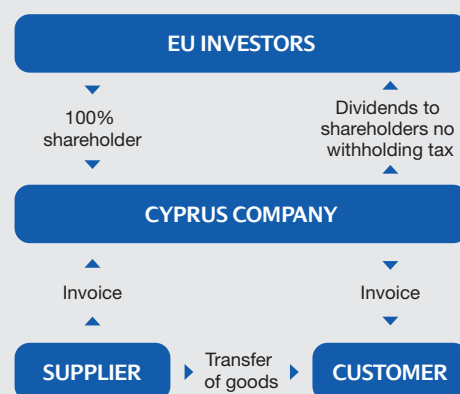 EU INVESTORS
100%
shareholder
Dividends to
shareholders no
withholding tax
CYPRUS COMPANY
Invoice
Invoice
SUPPLIER
Transfer
of goods
CUSTOMER